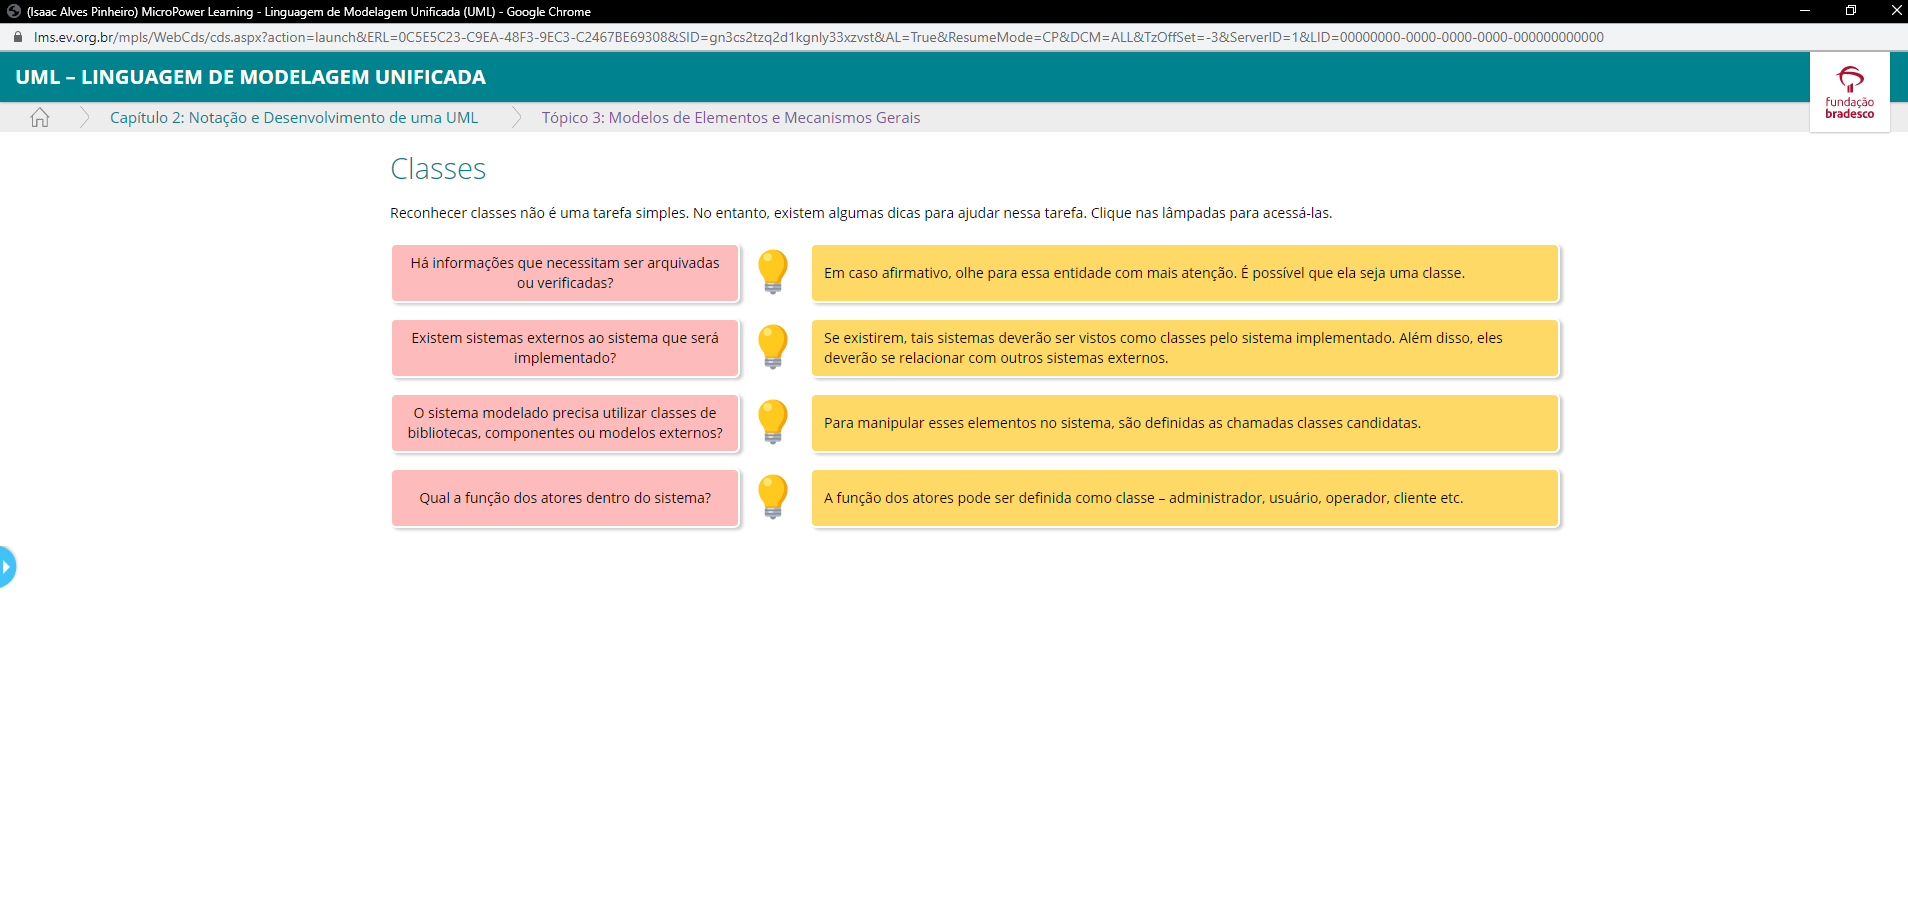 (Isaac Alves Pinheiro) MicroPower Learning - Linguagem de Modelagem Unificada (UML) - Google Chrome
lms.ev.org.br/mpls/WebCds/cds.aspx?action=launch&ERL=0C5E5C23-C9EA-48F3-9EC3-C2467BE69308&SID=gn3cs2tzq2d1kgnly33xzvst&AL=True&ResumeMode=CP&DCM=ALL&TzOffSet=-3&ServerID=1&LID=00000000-0000-0000-0000-000000000000
UML – LINGUAGEM DE MODELAGEM UNIFICADA
fundação
bradesco
Capítulo 2: Notação e Desenvolvimento de uma UML
Tópico 3: Modelos de Elementos e Mecanismos Gerais
Classes
Reconhecer classes não é uma tarefa simples. No entanto, existem algumas dicas para ajudar nessa tarefa. Clique nas lâmpadas para acessá-las.
Há informações que necessitam ser arquivadas
ou verificadas?
Em caso afirmativo, olhe para essa entidade com mais atenção. É possível que ela seja uma classe.
Existem sistemas externos ao sistema que será
implementado?
Se existirem, tais sistemas deverão ser vistos como classes pelo sistema implementado. Além disso, eles
deverão se relacionar com outros sistemas externos.
O sistema modelado precisa utilizar classes de
bibliotecas, componentes ou modelos externos?
Para manipular esses elementos no sistema, são definidas as chamadas classes candidatas.
Qual a função dos atores dentro do sistema?
A função dos atores pode ser definida como classe – administrador, usuário, operador, cliente etc.